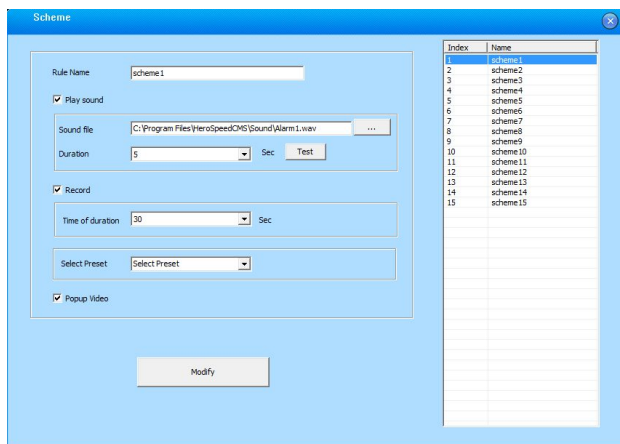 Scheme
Rule Name scheme1
Play sound
Sound file C:\Program Files\HeroSpeedCMS\Sound\Alarm1.wav ...
Duration 5 Sec Test
Record
Time of duration 30 Sec
Select Preset Select Preset
Popup Video
Modify
Index Name
1 scheme1
2 scheme2
3 scheme3
4 scheme4
5 scheme5
6 scheme6
7 scheme7
8 scheme8
9 scheme9
10 scheme10
11 scheme11
12 scheme12
13 scheme13
14 scheme14
15 scheme15